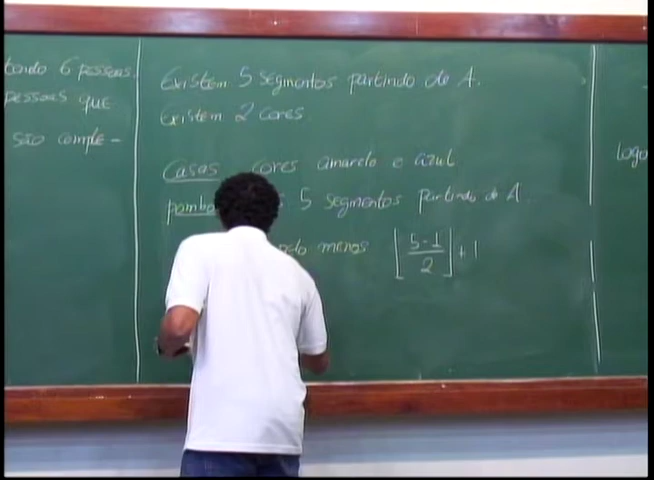 6 pessoas.
pessoas que
são comple-
Existem 5 segmentos partindo de A.
Existem 2 cores
Casas cores amarelo e azul
pombo 5 segmentos partindo de A.
pelo menos ⌊(5-1)/2⌋ + 1
logo